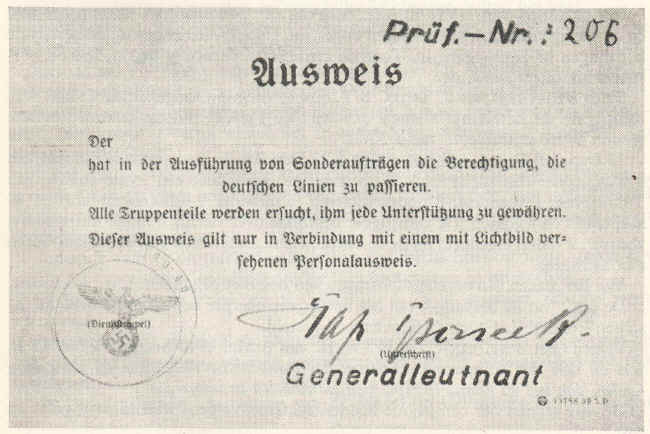 Prüf.-Nr.: 206
Ausweis
Der
hat in der Ausführung von Sonderaufträgen die Berechtigung, die
deutschen Linien zu passieren.
Alle Truppenteile werden ersucht, ihm jede Unterstützung zu gewähren.
Dieser Ausweis gilt nur in Verbindung mit einem mit Lichtbild ver=
sehenen Personalausweis.
(Dienststempel)
(Unterschrift)
Generalleutnant